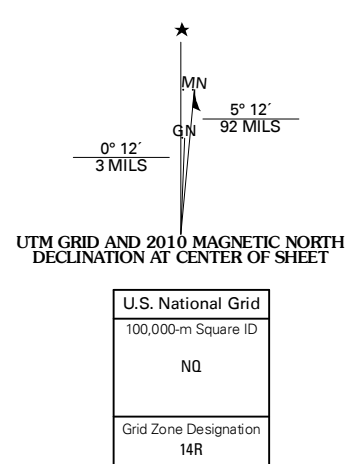 ★
MN
GN
5° 12´
92 MILS
0° 12´
3 MILS
UTM GRID AND 2010 MAGNETIC NORTH
DECLINATION AT CENTER OF SHEET
U.S. National Grid
100,000-m Square ID
NQ
Grid Zone Designation
14R